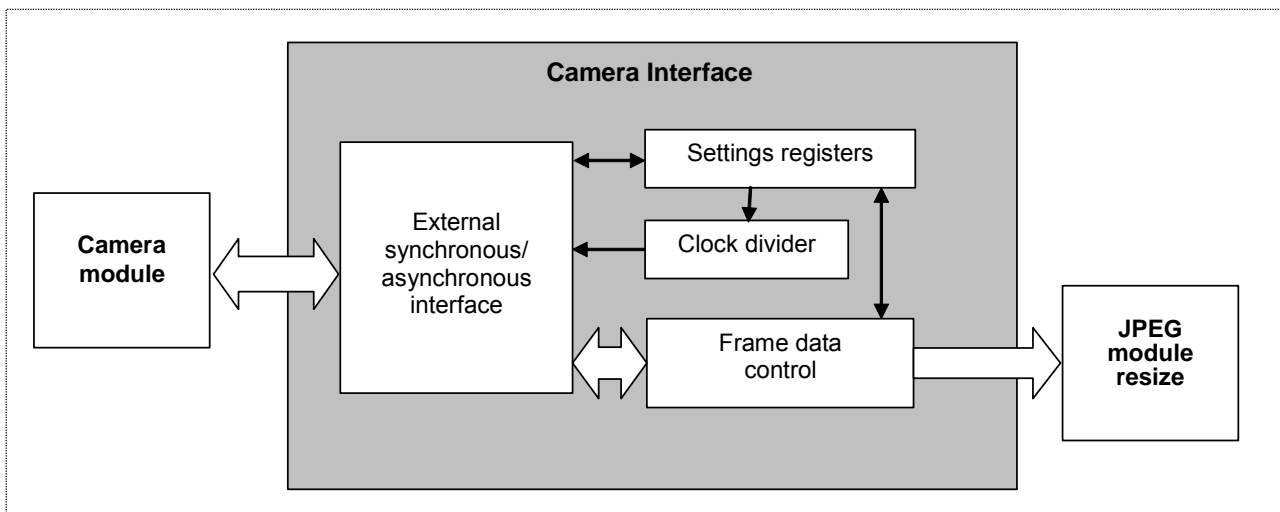 Camera Interface
Settings registers
Clock divider
External
synchronous/
asynchronous
interface
Camera
module
Frame data
control
JPEG
module
resize